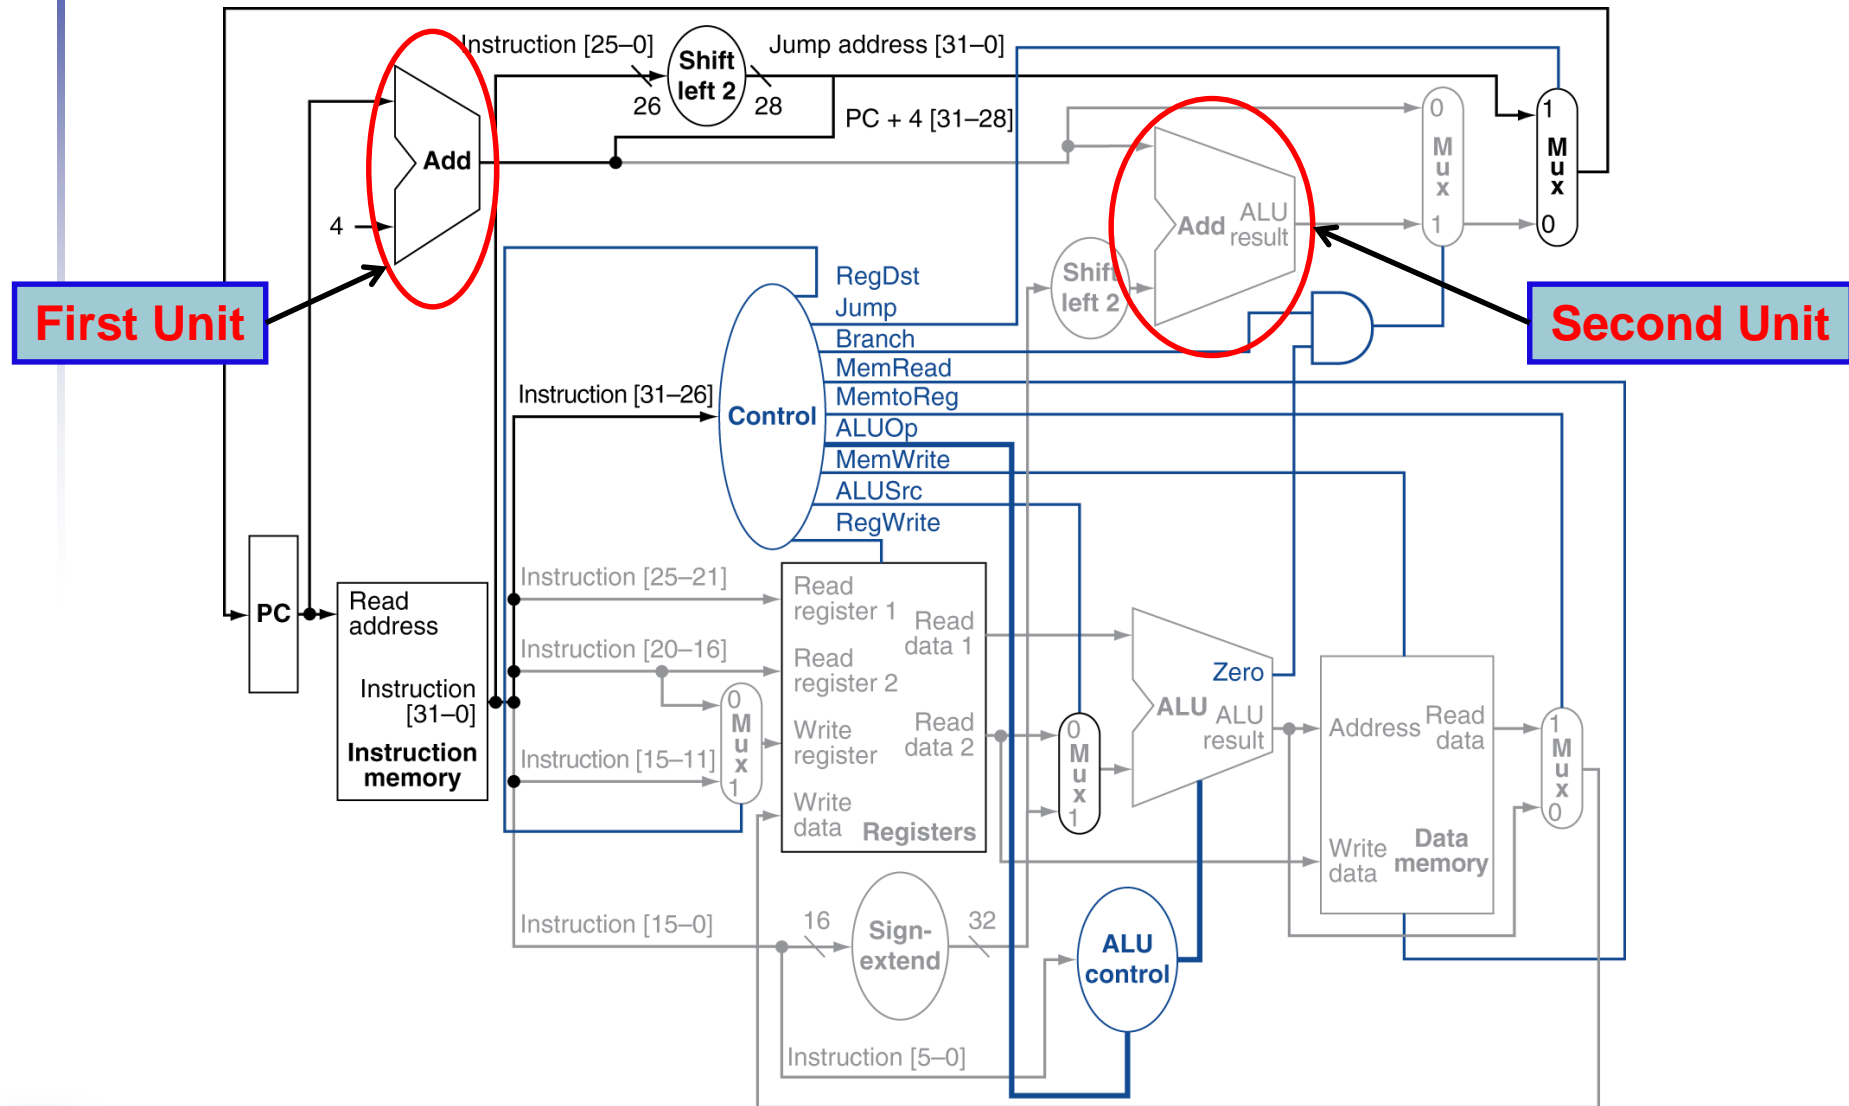 Instruction [25–0]
Shift
left 2
Jump address [31–0]
26
28
PC + 4 [31–28]
Add
4
0
M
u
x
1
1
M
u
x
0
Add
ALU
result
Shift
left 2
First Unit
Second Unit
RegDst
Jump
Branch
MemRead
MemtoReg
ALUOp
MemWrite
ALUSrc
RegWrite
Instruction [31–26]
Control
PC
Read
address
Instruction
[31–0]
Instruction
memory
Instruction [25–21]
Instruction [20–16]
Instruction [15–11]
0
M
u
x
1
Read
register 1
Read
register 2
Write
register
Write
data
Read
data 1
Read
data 2
Registers
0
M
u
x
1
Zero
ALU
ALU
result
Address
Read
data
Write
data
Data
memory
1
M
u
x
0
Instruction [15–0]
16
Sign-
extend
32
ALU
control
Instruction [5–0]